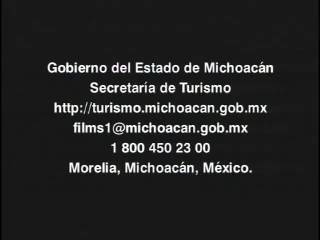 Gobierno del Estado de Michoacán
Secretaría de Turismo
http://turismo.michoacan.gob.mx
films1@michoacan.gob.mx
1 800 450 23 00
Morelia, Michoacán, México.